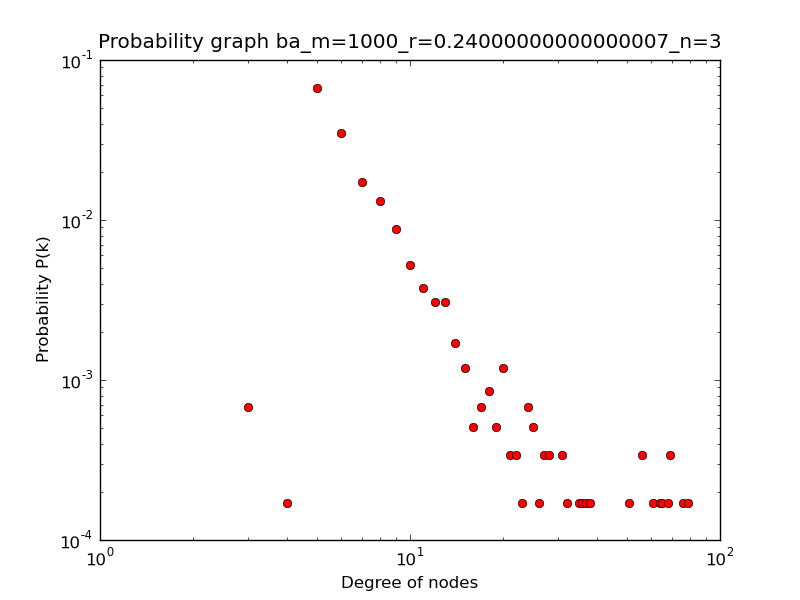 Probability graph ba_m=1000_r=0.24000000000000007_n=3
10^-1
10^-2
10^-3
10^-4
Probability P(k)
10^0 10^1 10^2
Degree of nodes